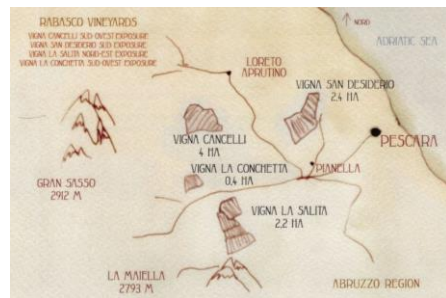 RABASCO VINEYARDS
VIGNA CANCELLI SUD OVEST EXPOSURE
VIGNA SAN DESIDERIO SUD EXPOSURE
VIGNA LA SALITA NORD-EST EXPOSURE
VIGNA LA CONCHETTA SUD-OVEST EXPOSURE
NORD
ADRIATIC SEA
LORETO
APRUTINO
VIGNA SAN DESIDERIO
2.4 HA
PESCARA
VIGNA CANCELLI
4 HA
PIANELLA
VIGNA LA CONCHETTA
0.4 HA
GRAN SASSO
2912 M
VIGNA LA SALITA
2.2 HA
LA MAIELLA
2793 M
ABRUZZO REGION